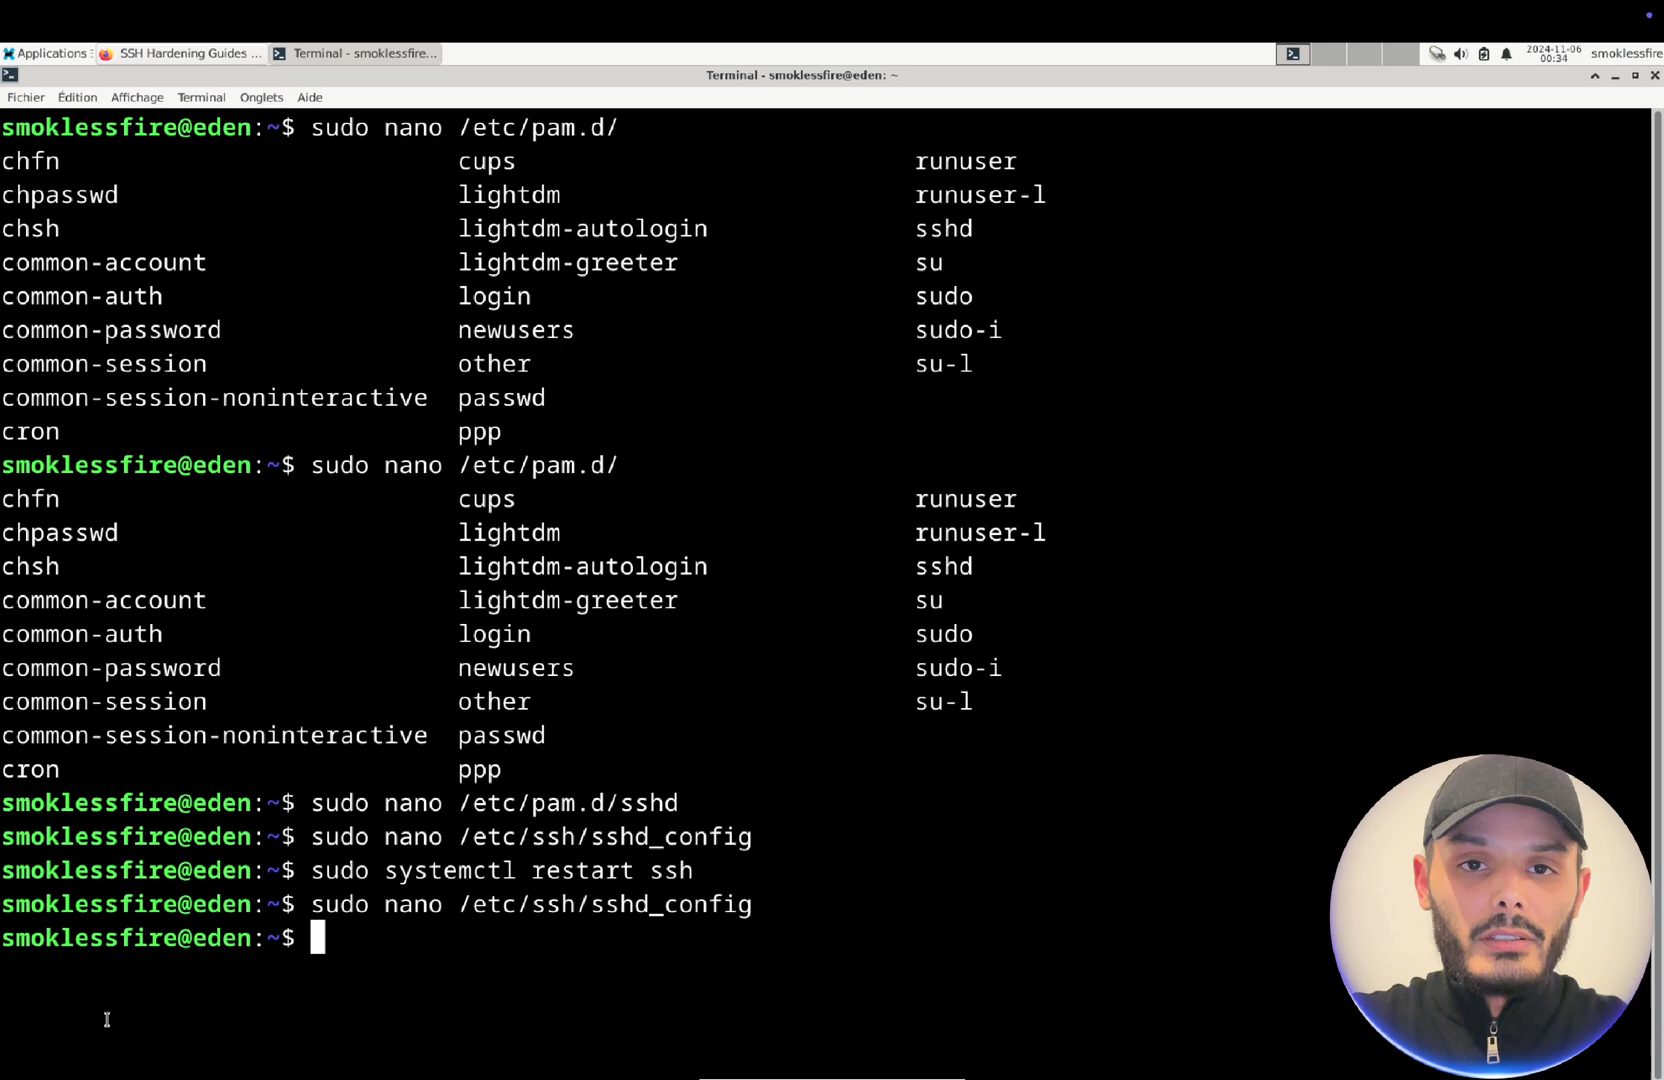 Applications SSH Hardening Guides ... Terminal - smoklessfire... 2024-11-06 00:34 smoklessfire
Terminal - smoklessfire@eden: ~
Fichier Édition Affichage Terminal Onglets Aide
smoklessfire@eden:~$ sudo nano /etc/pam.d/
chfn cups runuser
chpasswd lightdm runuser-l
chsh lightdm-autologin sshd
common-account lightdm-greeter su
common-auth login sudo
common-password newusers sudo-i
common-session other su-l
common-session-noninteractive passwd
cron ppp
smoklessfire@eden:~$ sudo nano /etc/pam.d/
chfn cups runuser
chpasswd lightdm runuser-l
chsh lightdm-autologin sshd
common-account lightdm-greeter su
common-auth login sudo
common-password newusers sudo-i
common-session other su-l
common-session-noninteractive passwd
cron ppp
smoklessfire@eden:~$ sudo nano /etc/pam.d/sshd
smoklessfire@eden:~$ sudo nano /etc/ssh/sshd_config
smoklessfire@eden:~$ sudo systemctl restart ssh
smoklessfire@eden:~$ sudo nano /etc/ssh/sshd_config
smoklessfire@eden:~$